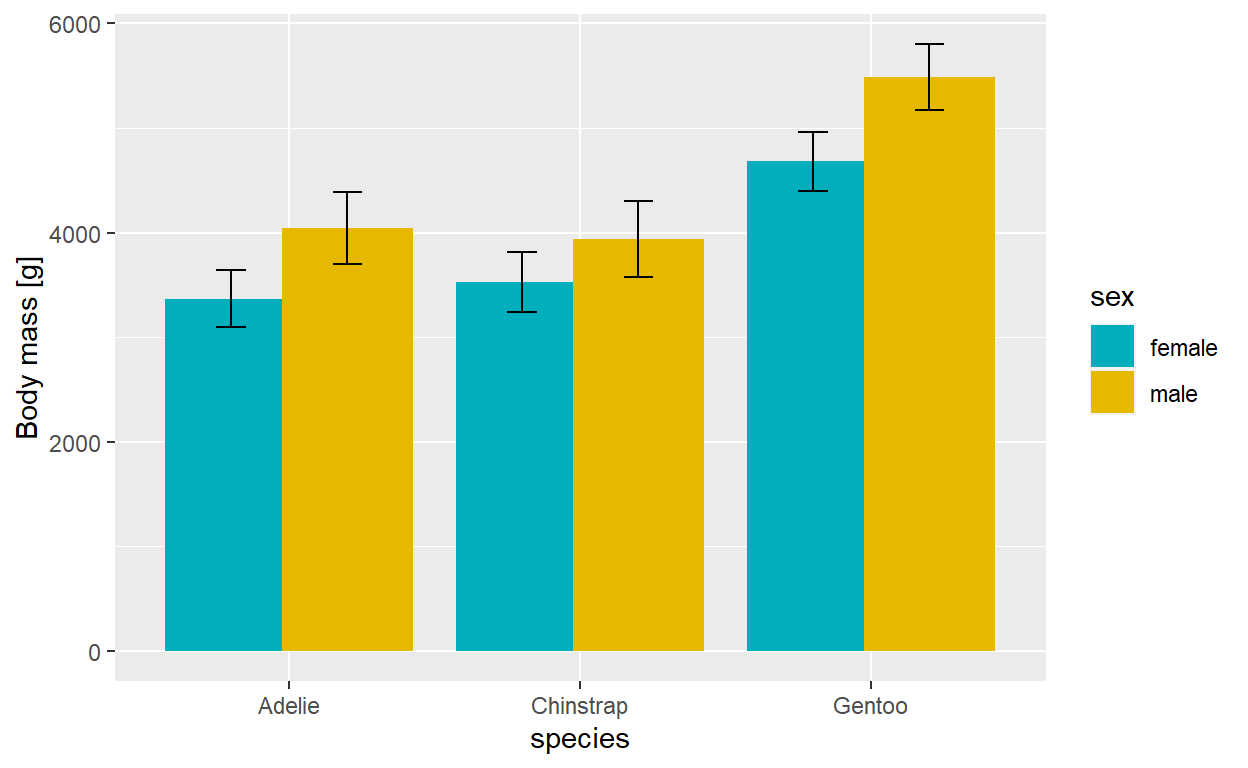 6000
4000
2000
0
Body mass [g]
Adelie Chinstrap Gentoo
species
sex
female
male